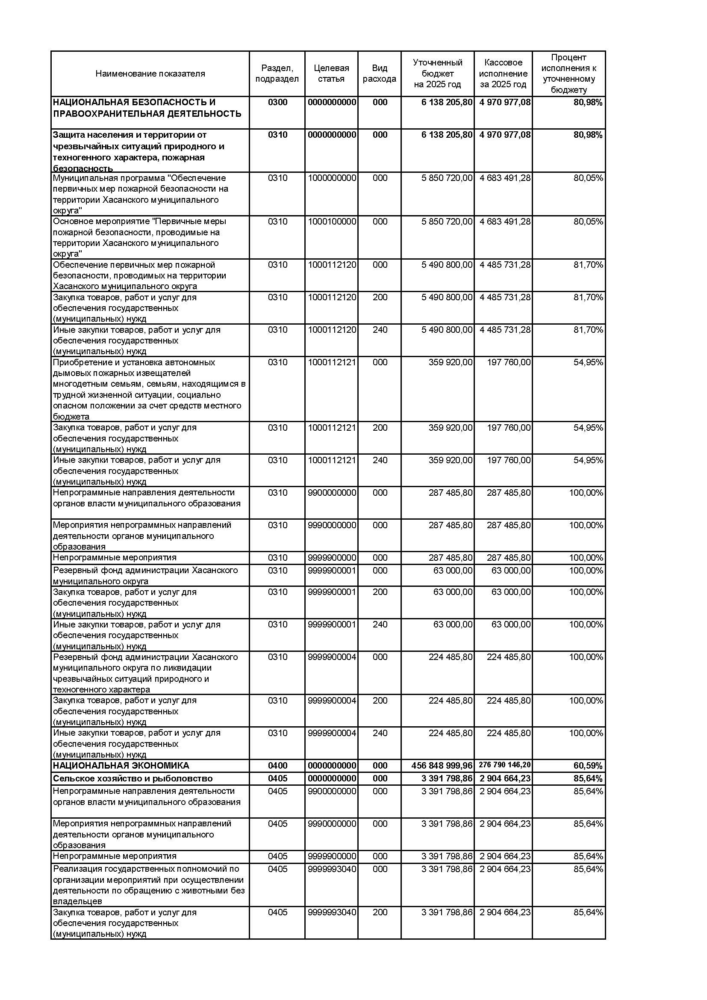 Наименование показателя
Раздел,
подраздел
Целевая
статья
Вид
расхода
Уточненный
бюджет
на 2025 год
Кассовое
исполнение
за 2025 год
Процент
исполнения к
уточненному
бюджету
НАЦИОНАЛЬНАЯ БЕЗОПАСНОСТЬ И 0300 0000000000 000 6 138 205,80 4 970 977,08 80,98%
ПРАВООХРАНИТЕЛЬНАЯ ДЕЯТЕЛЬНОСТЬ
Защита населения и территории от 0310 0000000000 000 6 138 205,80 4 970 977,08 80,98%
чрезвычайных ситуаций природного и
техногенного характера, пожарная
безопасность
Муниципальная программа "Обеспечение 0310 1000000000 000 5 850 720,00 4 683 491,28 80,05%
первичных мер пожарной безопасности на
территории Хасанского муниципального
округа"
Основное мероприятие "Первичные меры 0310 1000100000 000 5 850 720,00 4 683 491,28 80,05%
пожарной безопасности, проводимые на
территории Хасанского муниципального
округа"
Обеспечение первичных мер пожарной 0310 1000112120 000 5 490 800,00 4 485 731,28 81,70%
безопасности, проводимых на территории
Хасанского муниципального округа
Закупка товаров, работ и услуг для 0310 1000112120 200 5 490 800,00 4 485 731,28 81,70%
обеспечения государственных
(муниципальных) нужд
Иные закупки товаров, работ и услуг для 0310 1000112120 240 5 490 800,00 4 485 731,28 81,70%
обеспечения государственных
(муниципальных) нужд
Приобретение и установка автономных 0310 1000112121 000 359 920,00 197 760,00 54,95%
дымовых пожарных извещателей
многодетным семьям, семьям, находящимся в
трудной жизненной ситуации, социально
опасном положении за счет средств местного
бюджета
Закупка товаров, работ и услуг для 0310 1000112121 200 359 920,00 197 760,00 54,95%
обеспечения государственных
(муниципальных) нужд
Иные закупки товаров, работ и услуг для 0310 1000112121 240 359 920,00 197 760,00 54,95%
обеспечения государственных
(муниципальных) нужд
Непрограммные направления деятельности 0310 9900000000 000 287 485,80 287 485,80 100,00%
органов власти муниципального образования
Мероприятия непрограммных направлений 0310 9990000000 000 287 485,80 287 485,80 100,00%
деятельности органов муниципального
образования
Непрограммные мероприятия 0310 9999900000 000 287 485,80 287 485,80 100,00%
Резервный фонд администрации Хасанского 0310 9999900001 000 63 000,00 63 000,00 100,00%
муниципального округа
Закупка товаров, работ и услуг для 0310 9999900001 200 63 000,00 63 000,00 100,00%
обеспечения государственных
(муниципальных) нужд
Иные закупки товаров, работ и услуг для 0310 9999900001 240 63 000,00 63 000,00 100,00%
обеспечения государственных
(муниципальных) нужд
Резервный фонд администрации Хасанского 0310 9999900004 000 224 485,80 224 485,80 100,00%
муниципального округа по ликвидации
чрезвычайных ситуаций природного и
техногенного характера
Закупка товаров, работ и услуг для 0310 9999900004 200 224 485,80 224 485,80 100,00%
обеспечения государственных
(муниципальных) нужд
Иные закупки товаров, работ и услуг для 0310 9999900004 240 224 485,80 224 485,80 100,00%
обеспечения государственных
(муниципальных) нужд
НАЦИОНАЛЬНАЯ ЭКОНОМИКА 0400 0000000000 000 456 848 999,96 276 790 146,20 60,59%
Сельское хозяйство и рыболовство 0405 0000000000 000 3 391 798,86 2 904 664,23 85,64%
Непрограммные направления деятельности 0405 9900000000 000 3 391 798,86 2 904 664,23 85,64%
органов власти муниципального образования
Мероприятия непрограммных направлений 0405 9990000000 000 3 391 798,86 2 904 664,23 85,64%
деятельности органов муниципального
образования
Непрограммные мероприятия 0405 9999900000 000 3 391 798,86 2 904 664,23 85,64%
Реализация государственных полномочий по 0405 9999993040 000 3 391 798,86 2 904 664,23 85,64%
организации мероприятий при осуществлении
деятельности по обращению с животными без
владельцев
Закупка товаров, работ и услуг для 0405 9999993040 200 3 391 798,86 2 904 664,23 85,64%
обеспечения государственных
(муниципальных) нужд